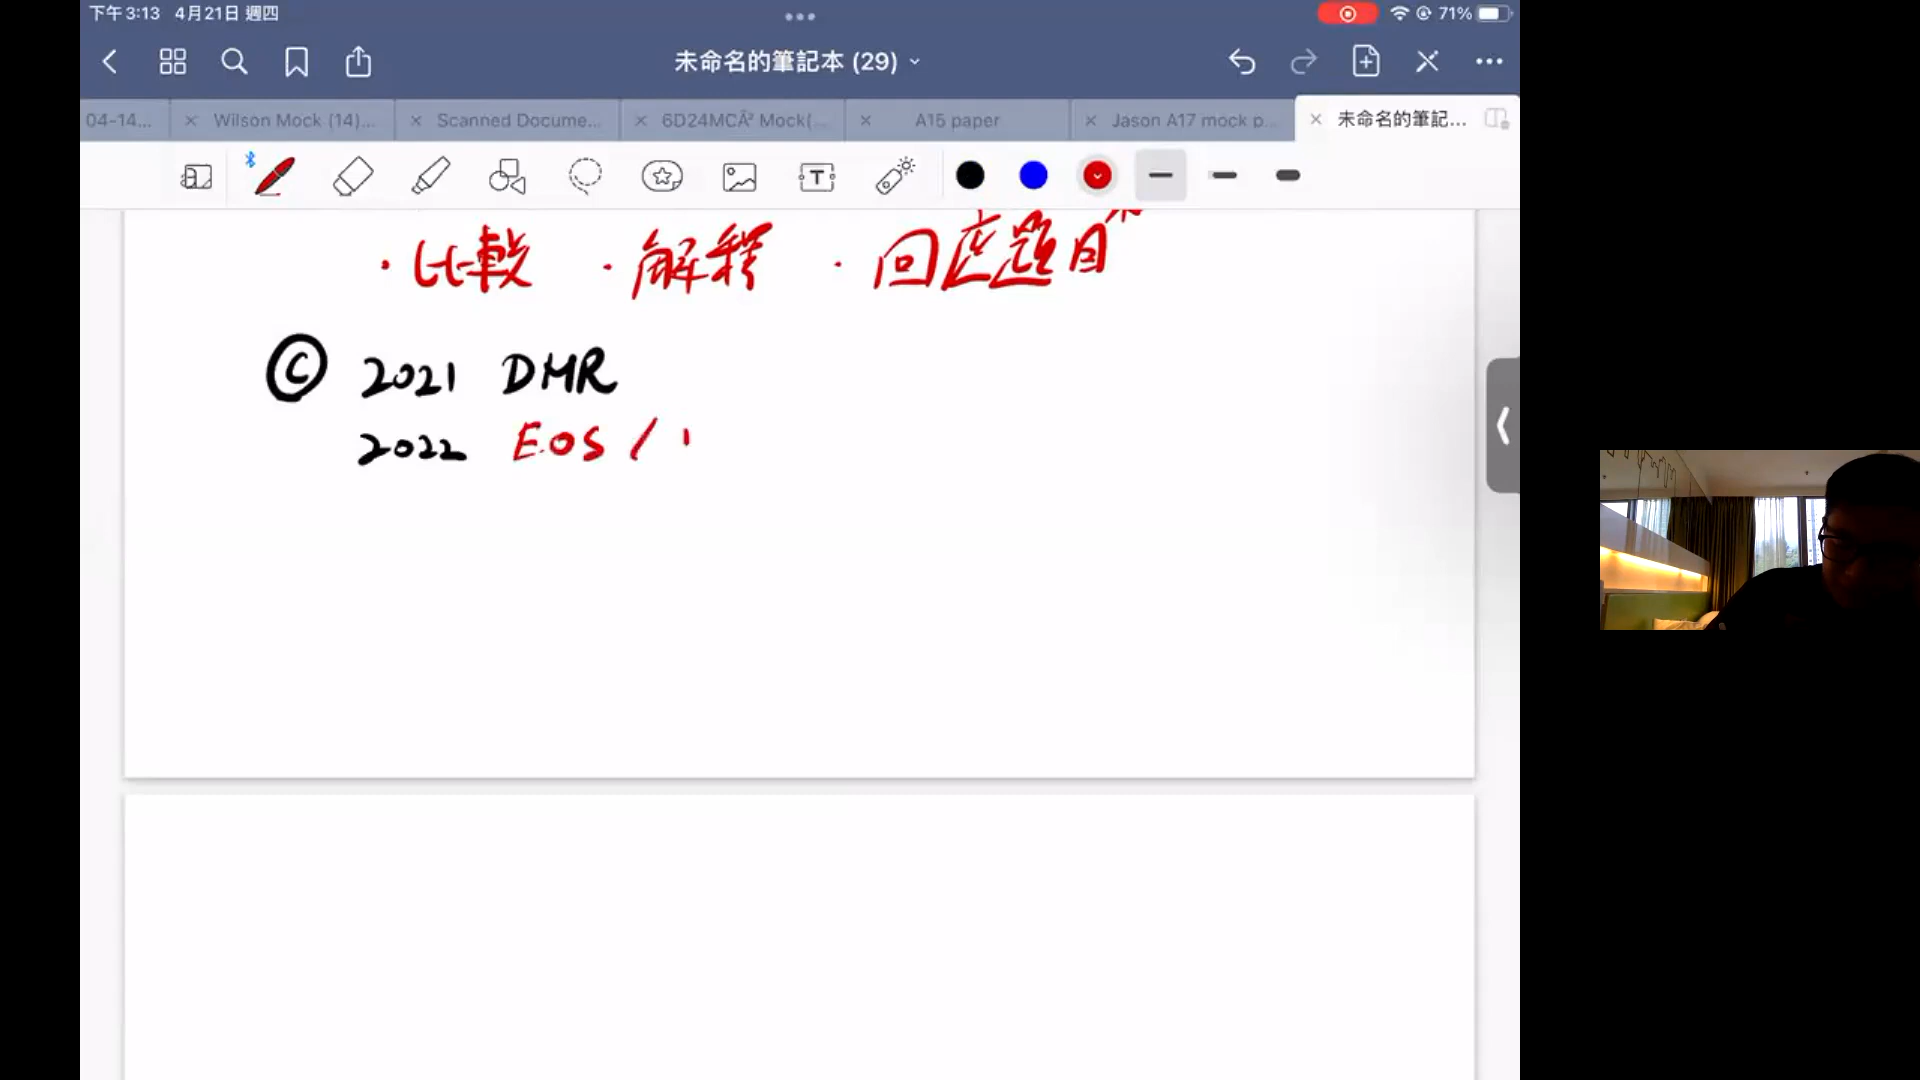 下午3:13 4月21日 週四 71%
未命名的筆記本 (29)
04-14... Wilson Mock (14)... Scanned Docume... 6D24MCÂ² Mock(... A15 paper Jason A17 mock p... 未命名的筆記...
・比較 ・解釋 ・回應題目
© 2021 DMR
2022 EOS /